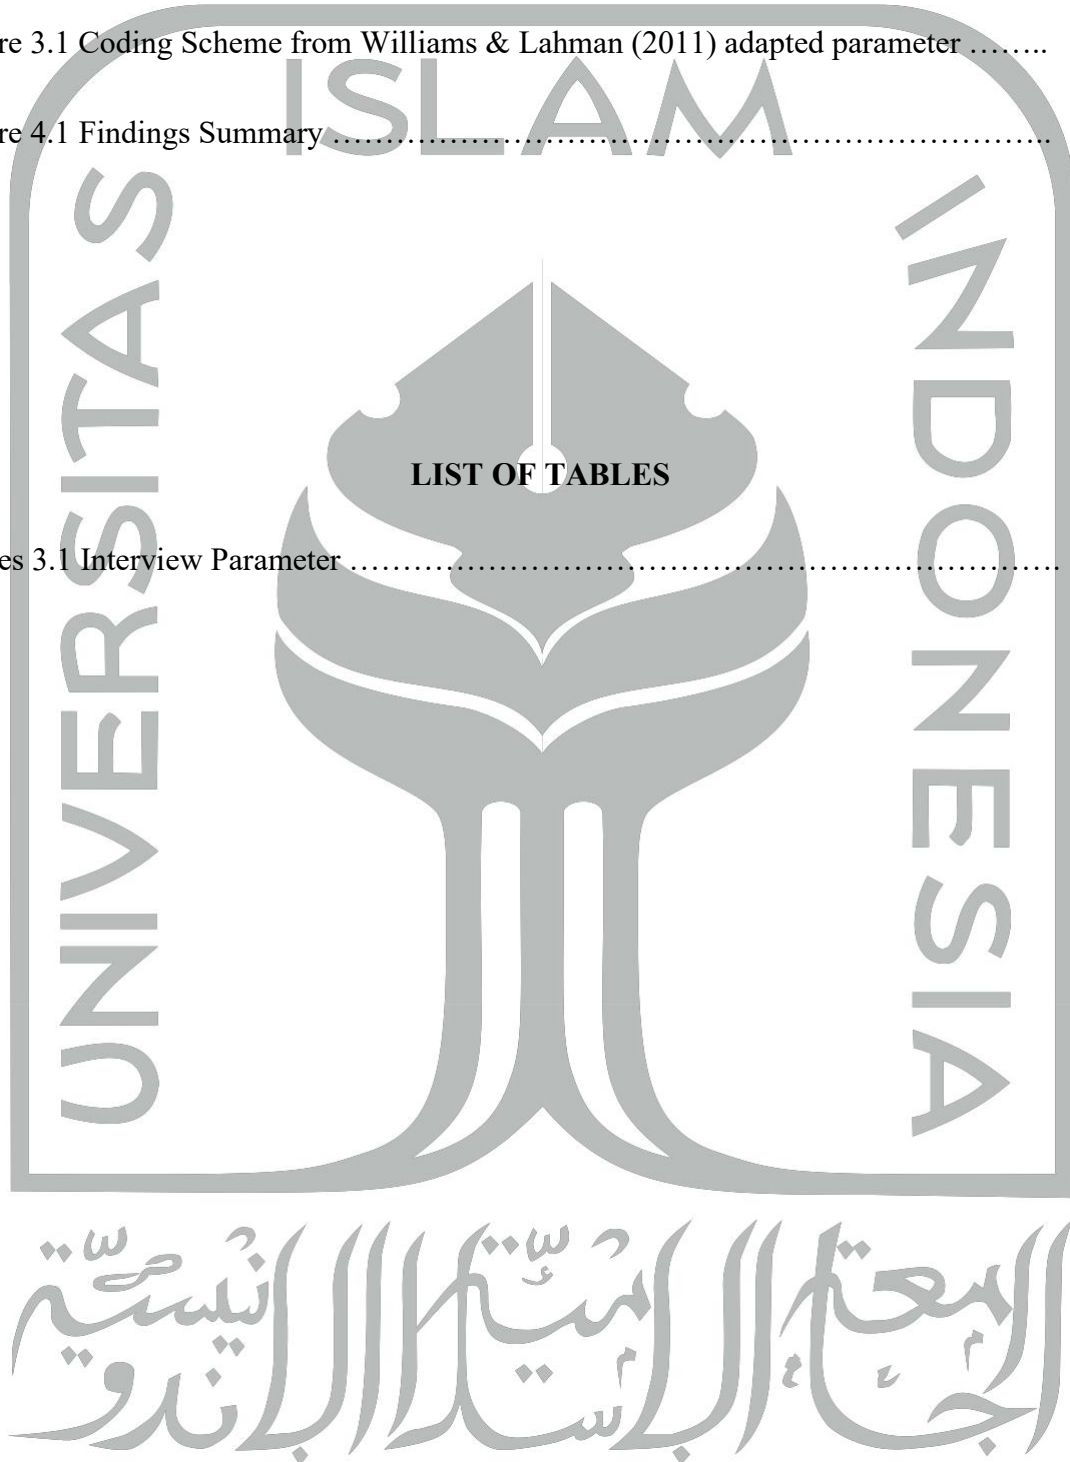 re 3.1 Coding Scheme from Williams & Lahman (2011) adapted parameter ……..
re 4.1 Findings Summary …………………………………………………………..
LIST OF TABLES
es 3.1 Interview Parameter ………………………………………………………….
UNIVERSITAS
ISLAM
INDONESIA
الجامعة الإسلامية الإندونيسية